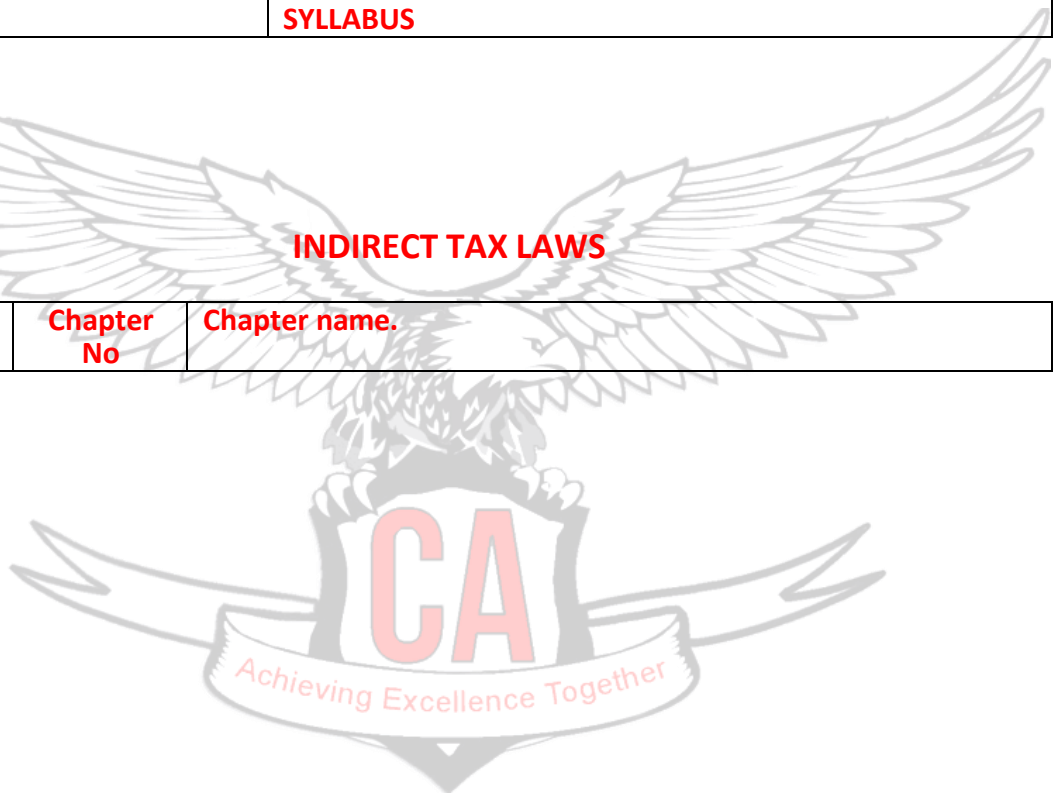 SYLLABUS
INDIRECT TAX LAWS
Chapter Chapter name.
No
CA
Achieving Excellence Together